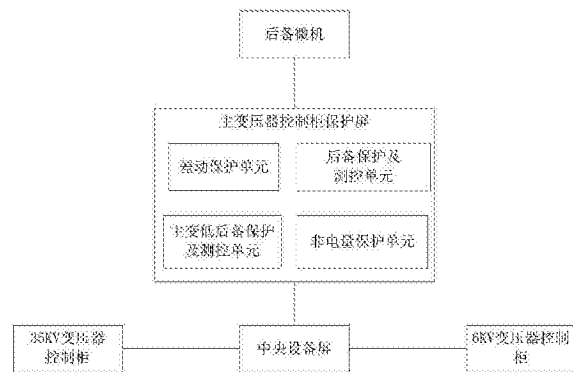 后备微机
主变压器控制柜保护屏
差动保护单元
后备保护及
测控单元
主变低后备保护
及测控单元
非电量保护单元
35KV变压器
控制柜
中央设备屏
6KV变压器控制
柜